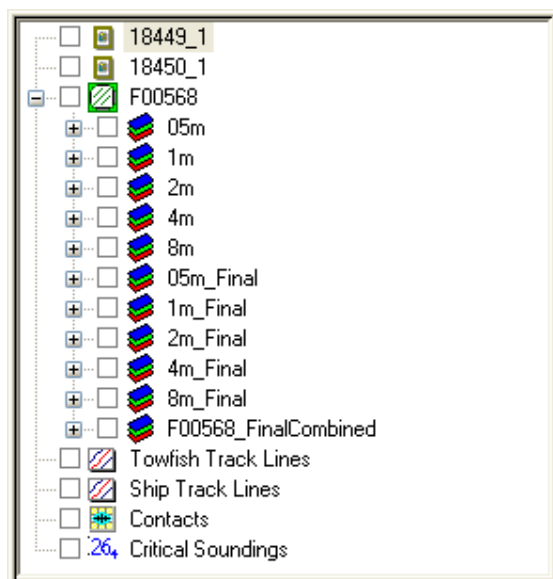 18449_1
18450_1
F00568
05m
1m
2m
4m
8m
05m_Final
1m_Final
2m_Final
4m_Final
8m_Final
F00568_FinalCombined
Towfish Track Lines
Ship Track Lines
Contacts
.26₄ Critical Soundings